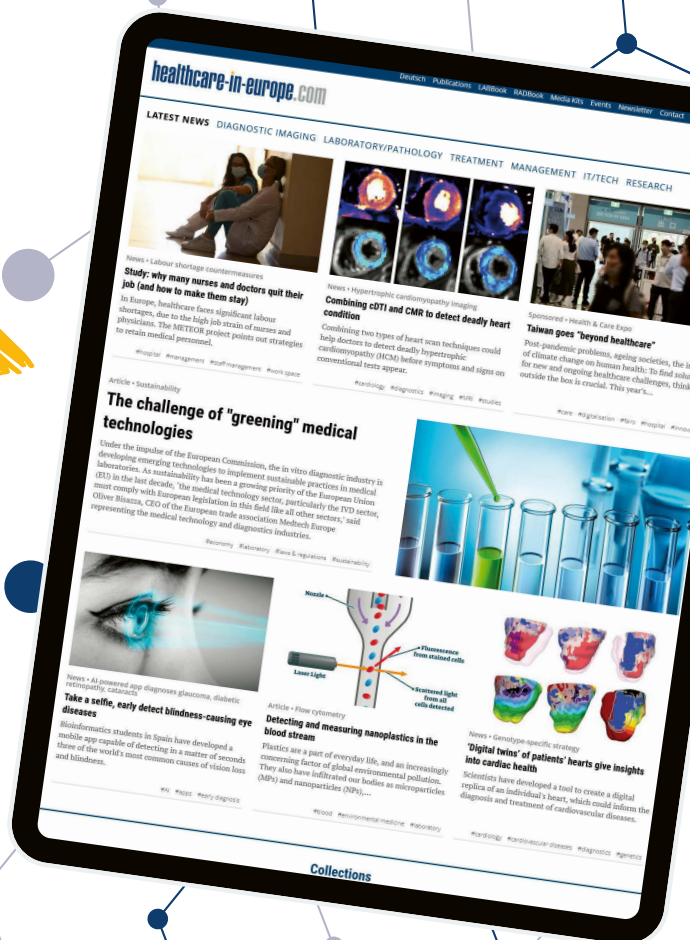 Deutsch Publications LABBook RADBook Media Kits Events Newsletter Contact
healthcare-in-europe.com
LATEST NEWS DIAGNOSTIC IMAGING LABORATORY/PATHOLOGY TREATMENT MANAGEMENT IT/TECH RESEARCH
News • Labour shortage countermeasures
Study: why many nurses and doctors quit their
job (and how to make them stay)
In Europe, healthcare faces significant labour
shortages, due to the high job strain of nurses and
physicians. The METEOR project points out strategies
to retain medical personnel.
#hospital #management #staff management #work space
News • Hypertrophic cardiomyopathy imaging
Combining cDTI and CMR to detect deadly heart
condition
Combining two types of heart scan techniques could
help doctors to detect deadly hypertrophic
cardiomyopathy (HCM) before symptoms and signs on
conventional tests appear.
#cardiology #diagnostics #imaging #MRI #studies
Sponsored • Health & Care Expo
Taiwan goes "beyond healthcare"
Post-pandemic problems, ageing societies, the
of climate change on human health: To find
for new and ongoing healthcare challenges,
outside the box is crucial. This year's...
#care #digitalisation #fairs #hospital
Article • Sustainability
The challenge of "greening" medical
technologies
Under the impulse of the European Commission, the in vitro diagnostic industry is
developing emerging technologies to implement sustainable practices in medical
laboratories. As sustainability has been a growing priority of the European Union
(EU) in the last decade, 'the medical technology sector, particularly the IVD sector,
must comply with European legislation in this field like all other sectors,' said
Oliver Bisazza, CEO of the European trade association Medtech Europe
representing the medical technology and diagnostics industries.
#economy #laboratory #laws & regulations #sustainability
News • AI-powered app diagnoses glaucoma, diabetic
retinopathy, cataracts
Take a selfie, early detect blindness-causing eye
diseases
Bioinformatics students in Spain have developed a
mobile app capable of detecting in a matter of seconds
three of the world's most common causes of vision loss
and blindness.
#AI #apps #early diagnosis
Nozzle
Laser Light
Fluorescence
from stained cells
Scattered light
from all
cells detected
Article • Flow cytometry
Detecting and measuring nanoplastics in the
blood stream
Plastics are a part of everyday life, and an increasingly
concerning factor of global environmental pollution.
They also have infiltrated our bodies as microparticles
(MPs) and nanoparticles (NPs),...
#blood #environmental medicine #laboratory
News • Genotype-specific strategy
'Digital twins' of patients' hearts give insights
into cardiac health
Scientists have developed a tool to create a digital
replica of an individual's heart, which could inform the
diagnosis and treatment of cardiovascular diseases.
#cardiology #cardiovascular diseases #diagnostics #genetics
Collections